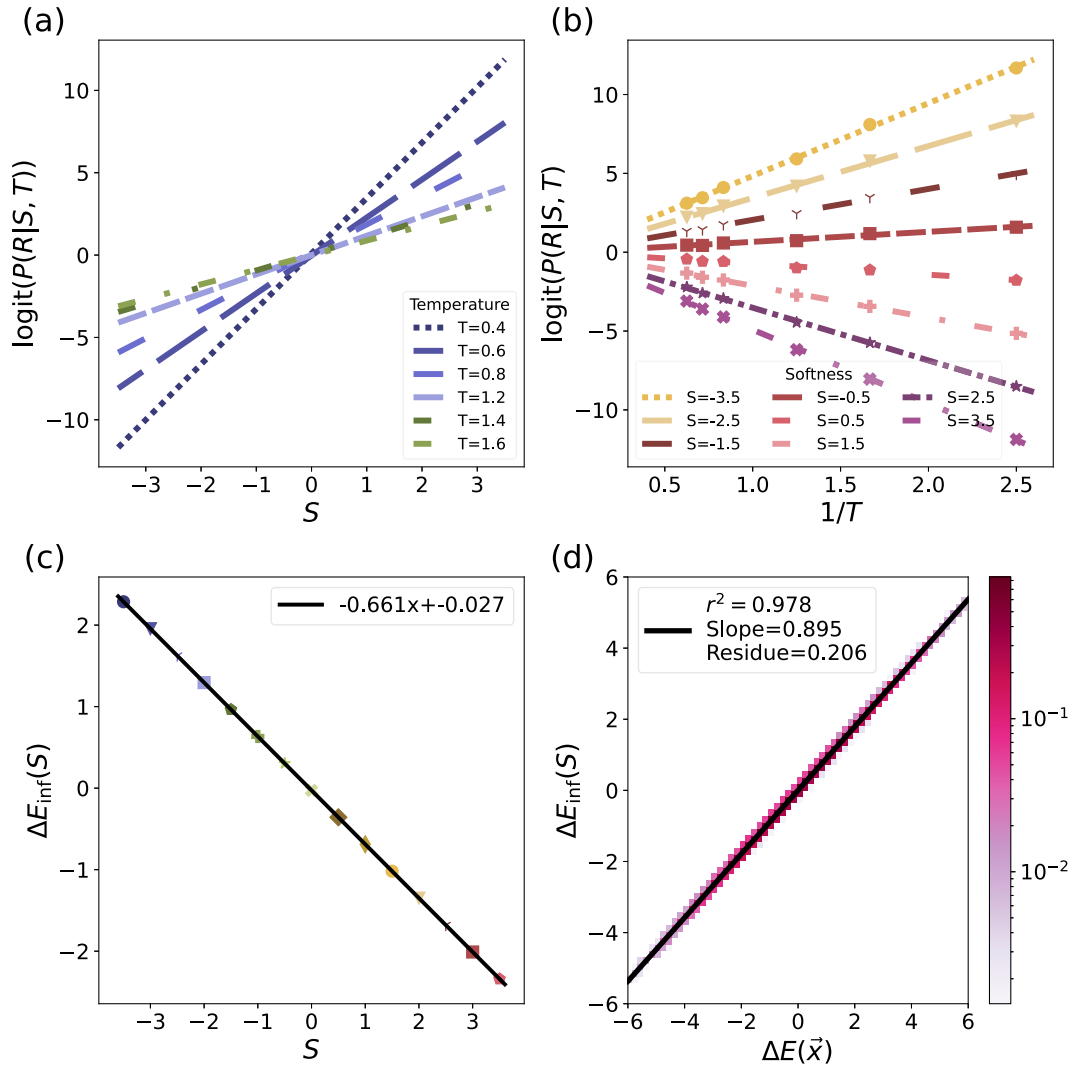 (a)
logit(P(R|S, T))
10
5
0
−5
−10
−3 −2 −1 0 1 2 3
S
Temperature
T=0.4
T=0.6
T=0.8
T=1.2
T=1.4
T=1.6
(b)
logit(P(R|S, T)
10
5
0
−5
−10
0.5 1.0 1.5 2.0 2.5
1/T
Softness
S=-3.5 S=-0.5 S=2.5
S=-2.5 S=0.5 S=3.5
S=-1.5 S=1.5
(c)
ΔE_inf(S)
2
1
0
−1
−2
−3 −2 −1 0 1 2 3
S
-0.661x+-0.027
(d)
ΔE_inf(S)
6
4
2
0
−2
−4
−6
−6 −4 −2 0 2 4 6
ΔE(x⃗)
r² = 0.978
Slope=0.895
Residue=0.206
10⁻¹
10⁻²